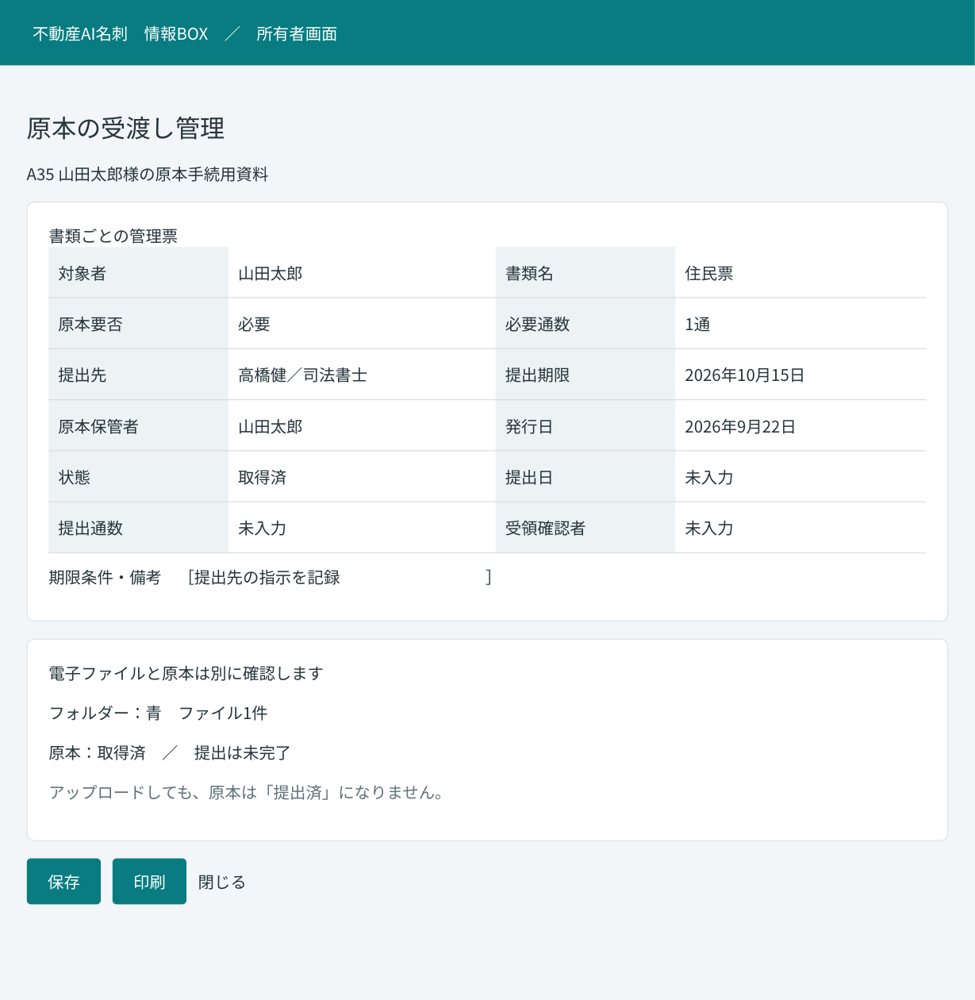 不動産AI名刺　情報BOX　／　所有者画面
原本の受渡し管理
A35 山田太郎様の原本手続用資料
書類ごとの管理票
対象者　山田太郎　書類名　住民票
原本要否　必要　必要通数　1通
提出先　高橋健／司法書士　提出期限　2026年10月15日
原本保管者　山田太郎　発行日　2026年9月22日
状態　取得済　提出日　未入力
提出通数　未入力　受領確認者　未入力
期限条件・備考　［提出先の指示を記録　　　　　　　　　］
電子ファイルと原本は別に確認します
フォルダー：青　ファイル1件
原本：取得済　／　提出は未完了
アップロードしても、原本は「提出済」になりません。
保存　印刷　閉じる